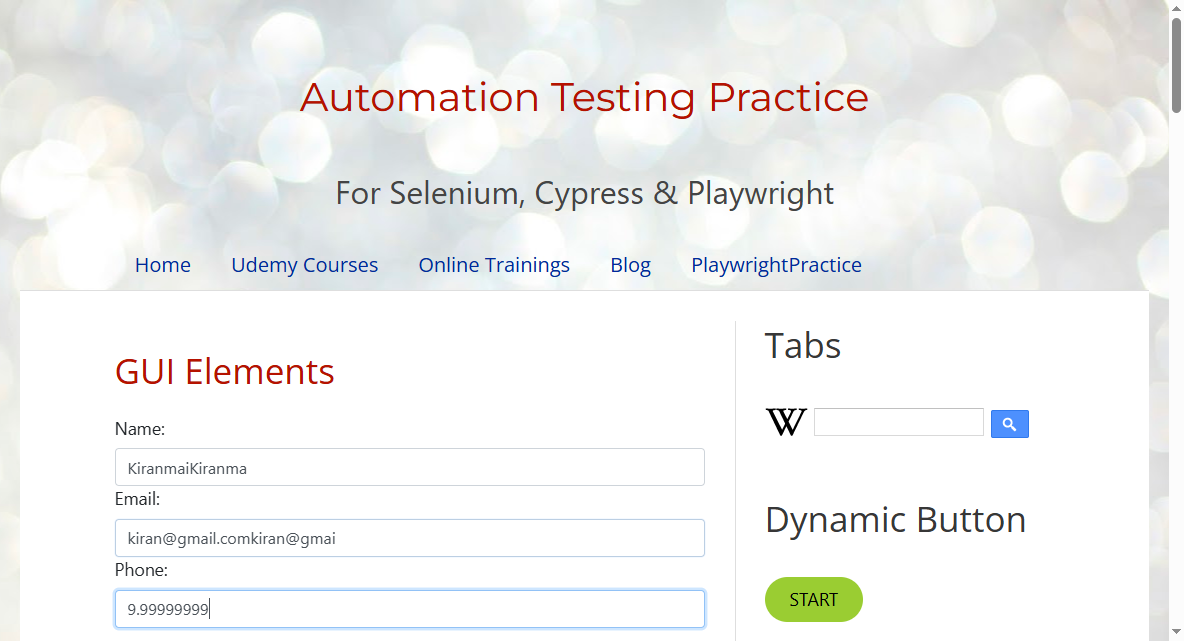 Automation Testing Practice
For Selenium, Cypress & Playwright
Home Udemy Courses Online Trainings Blog PlaywrightPractice
GUI Elements
Name:
KiranmaiKiranma
Email:
kiran@gmail.comkiran@gmai
Phone:
9.99999999
Tabs
W
Dynamic Button
START